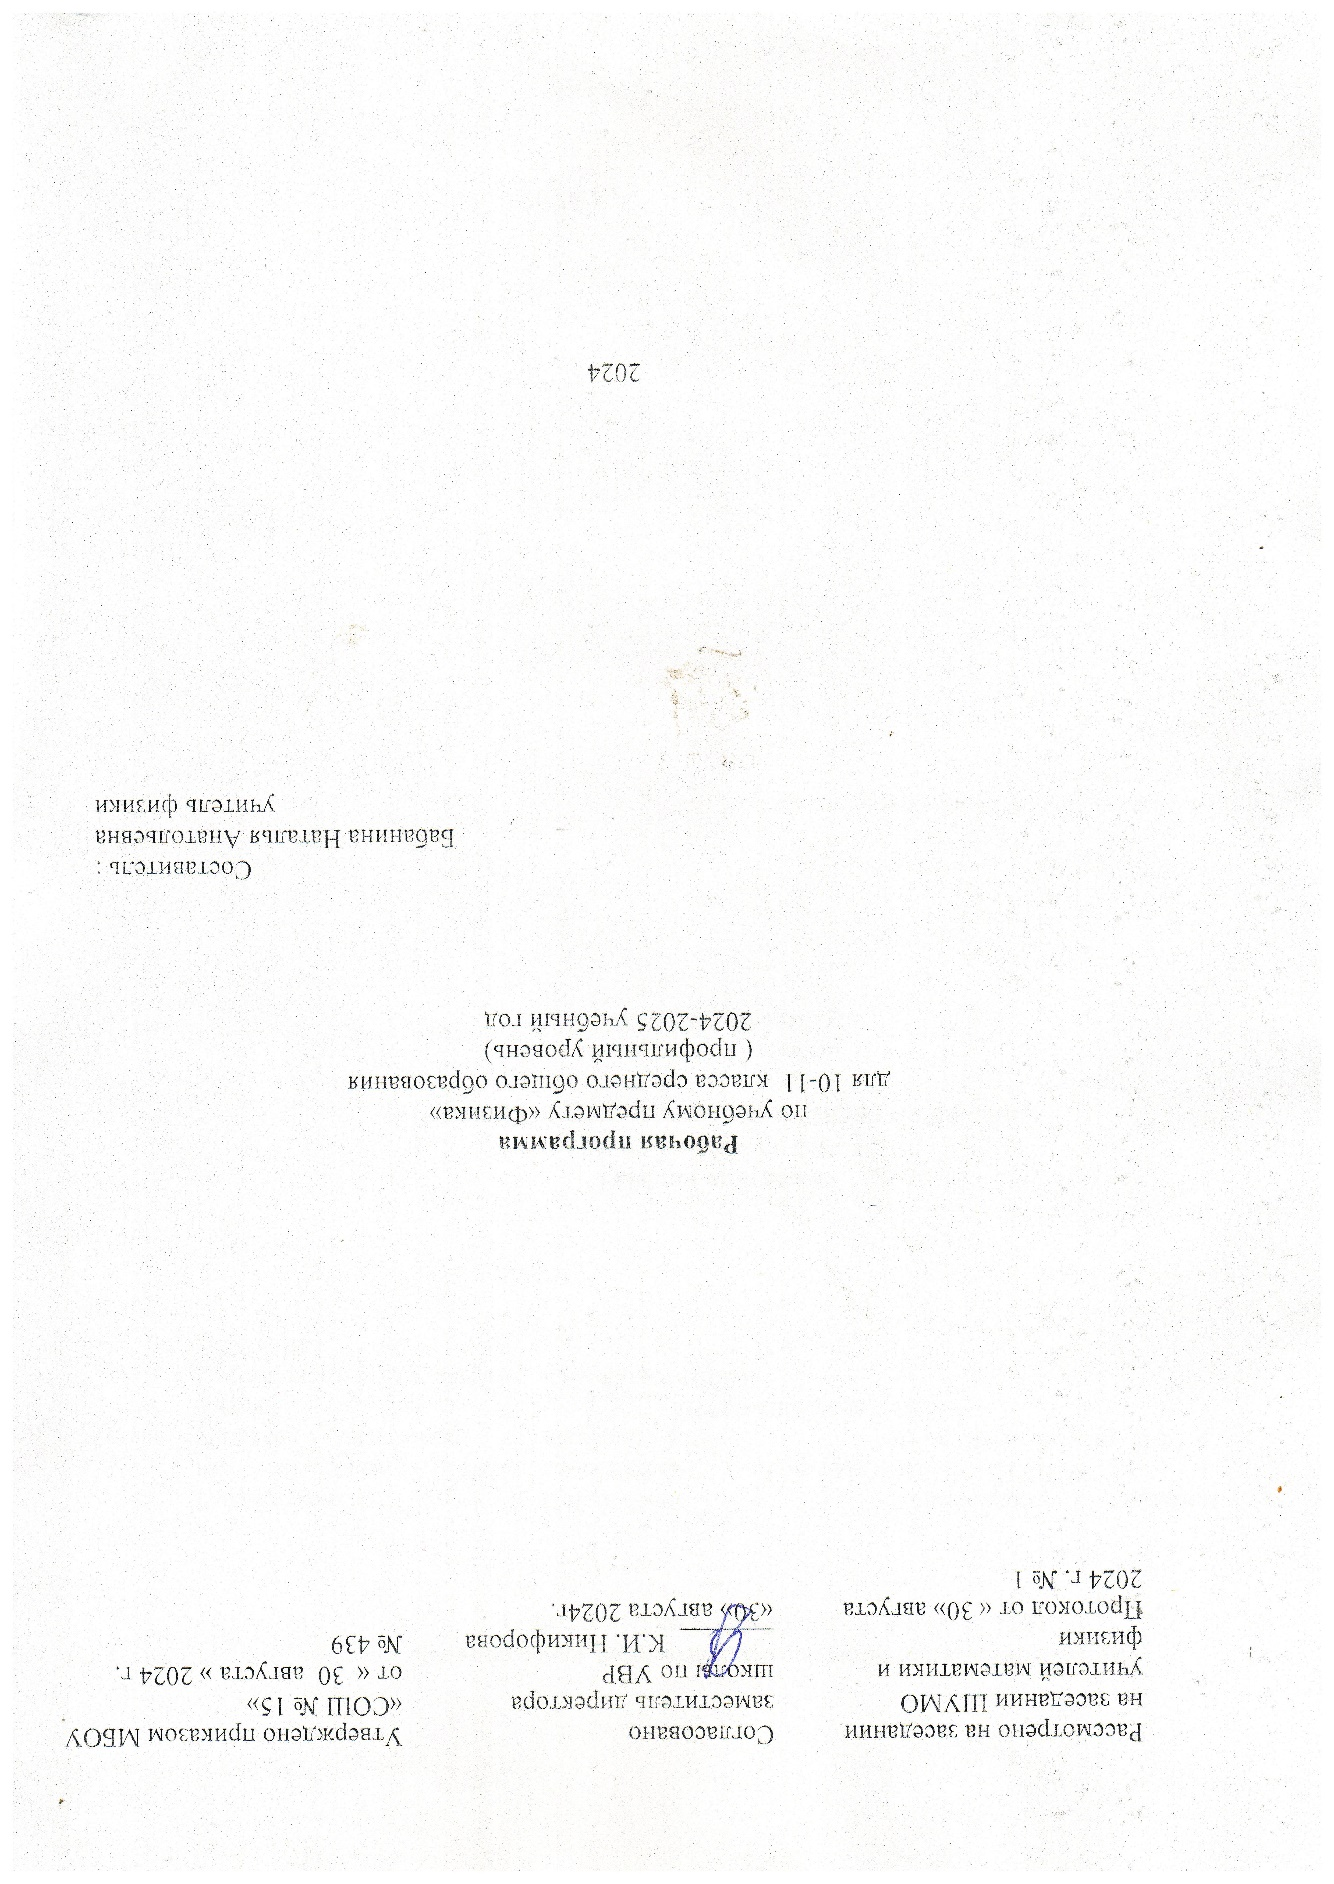 Рассмотрено на заседании
на заседании ШУМО
учителей математики и
физики
Протокол от « 30» августа
2024 г. № 1
Согласовано
заместитель директора
школы по УВР
К.И. Никифорова
«30» августа 2024г.
Утверждено приказом МБОУ
«СОШ № 15»
от « 30 августа » 2024 г.
№ 439
Рабочая программа
по учебному предмету «Физика»
для 10-11 класса среднего общего образования
( профильный уровень)
2024-2025 учебный год
Составитель :
Бабанина Наталья Анатольевна
учитель физики
2024